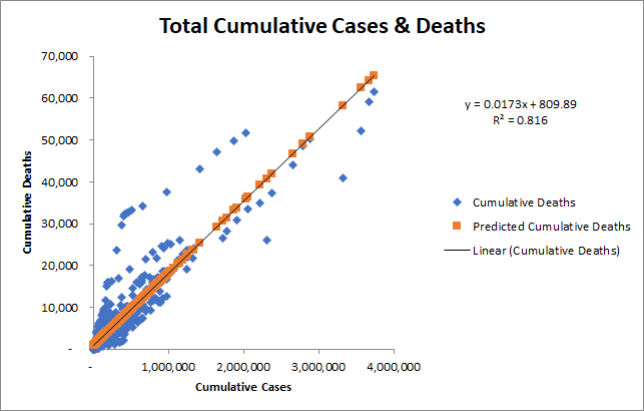 Total Cumulative Cases & Deaths
70,000
60,000
50,000
40,000
30,000
20,000
10,000
-
Cumulative Deaths
- 1,000,000 2,000,000 3,000,000 4,000,000
Cumulative Cases
y = 0.0173x + 809.89
R² = 0.816
Cumulative Deaths
Predicted Cumulative Deaths
Linear (Cumulative Deaths)